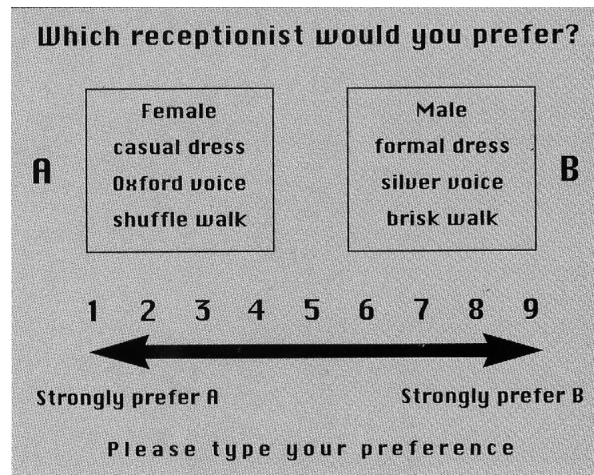 Which receptionist would you prefer?
A
Female
casual dress
Oxford voice
shuffle walk
Male
formal dress
silver voice
brisk walk
B
1 2 3 4 5 6 7 8 9
Strongly prefer A
Strongly prefer B
Please type your preference